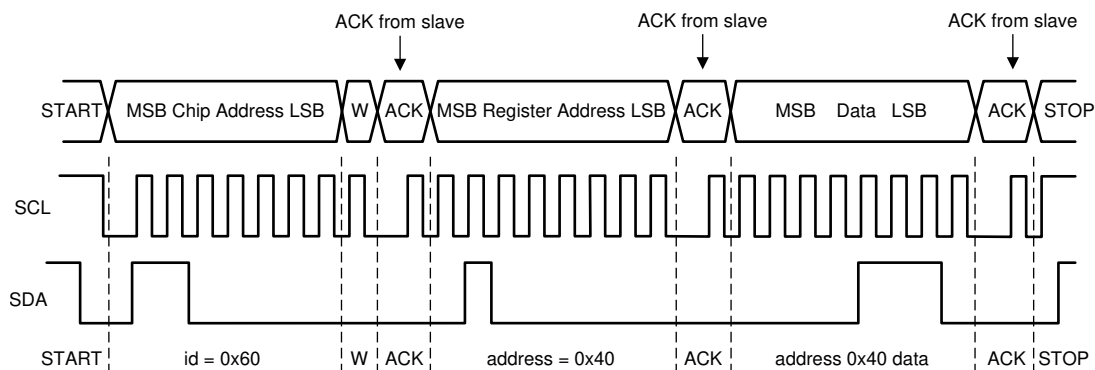 ACK from slave ACK from slave ACK from slave
START MSB Chip Address LSB W ACK MSB Register Address LSB ACK MSB Data LSB ACK STOP
SCL
SDA
START id = 0x60 W ACK address = 0x40 ACK address 0x40 data ACK STOP